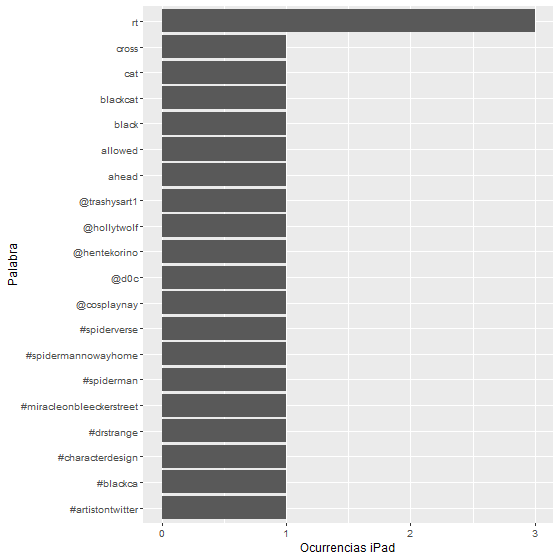 rt
cross
cat
blackcat
black
allowed
ahead
@trashysart1
@hollytwolf
@hentekorino
@d0c
@cosplaynay
#spiderverse
#spidermannowayhome
#spiderman
#miracleonbleeckerstreet
#drstrange
#characterdesign
#blackca
#artistontwitter
Palabra
0 1 2 3
Ocurrencias iPad